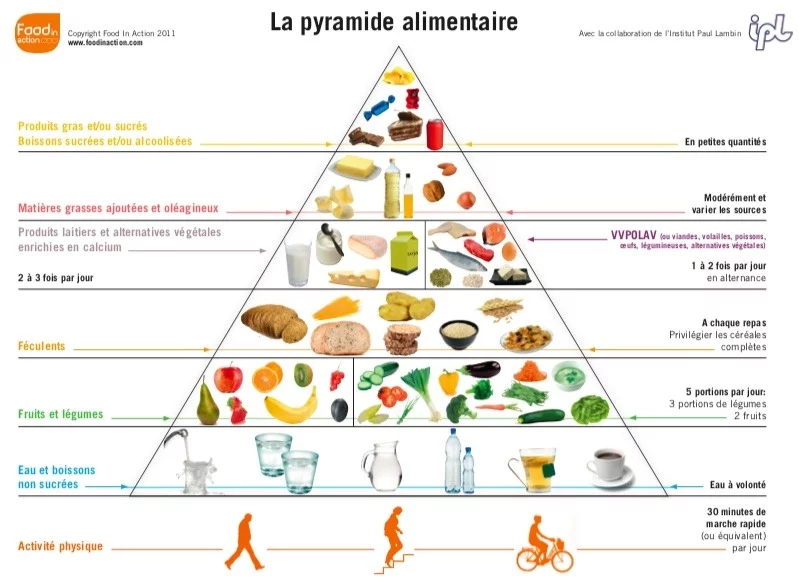 Food in
action.com
Copyright Food In Action 2011
www.foodinaction.com
La pyramide alimentaire
Avec la collaboration de l'Institut Paul Lambin
ipl
Produits gras et/ou sucrés
Boissons sucrées et/ou alcoolisées
En petites quantités
Matières grasses ajoutées et oléagineux
Modérément et
varier les sources
Produits laitiers et alternatives végétales
enrichies en calcium
2 à 3 fois par jour
VVPOLAV (ou viandes, volailles, poissons,
œufs, légumineuses, alternatives végétales)
1 à 2 fois par jour
en alternance
Féculents
A chaque repas
Privilégier les céréales
complètes
Fruits et légumes
5 portions par jour:
3 portions de légumes
2 fruits
Eau et boissons
non sucrées
Eau à volonté
Activité physique
30 minutes de
marche rapide
(ou équivalent)
par jour